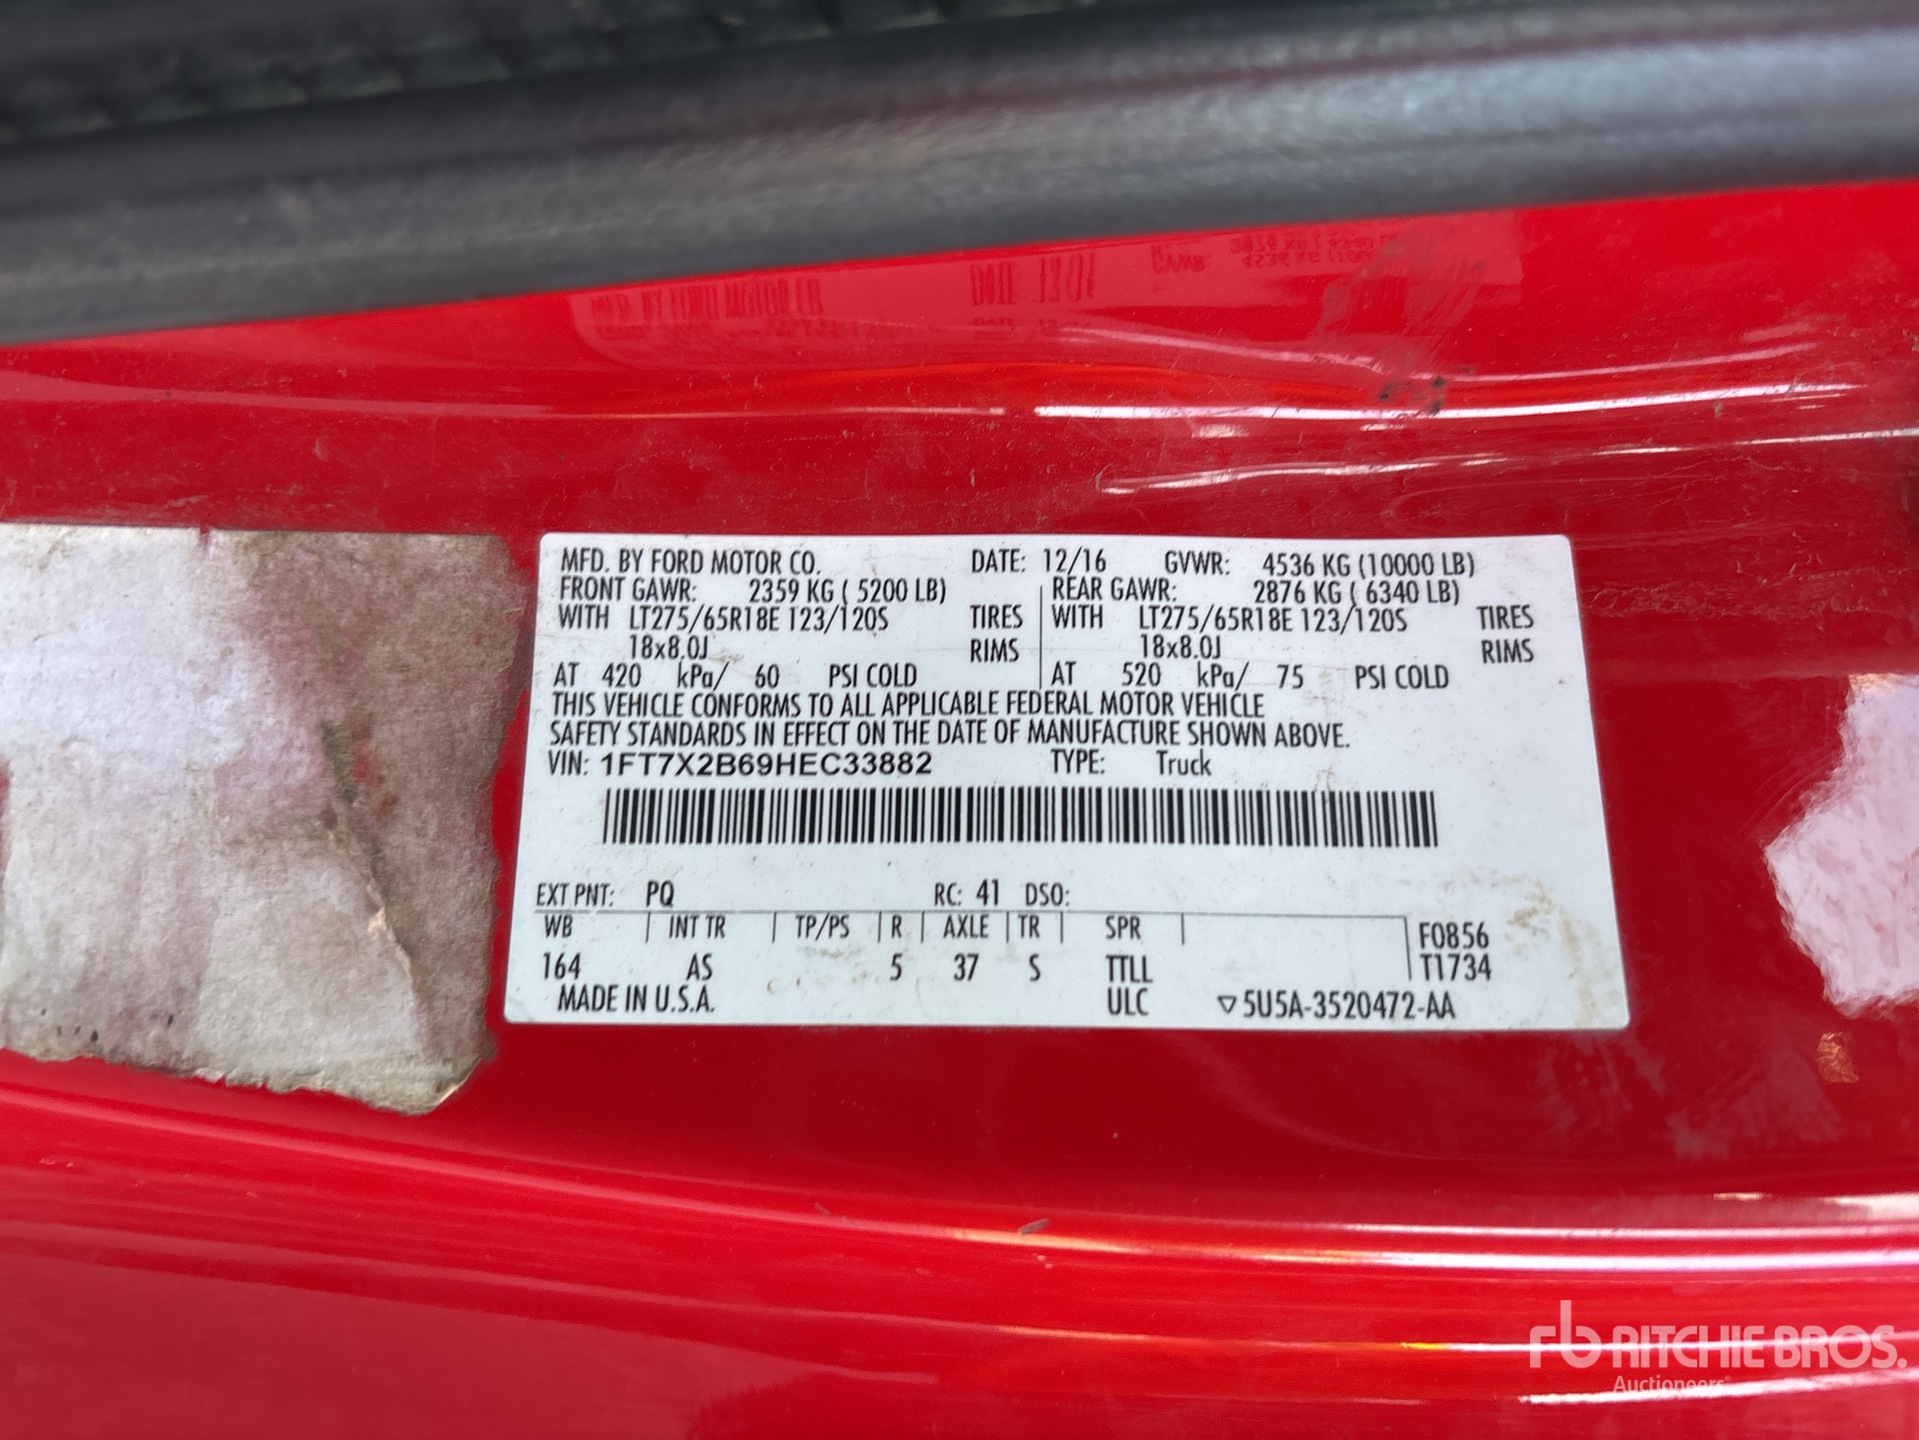 MFD. BY FORD MOTOR CO. DATE: 12/16 GVWR: 4536 KG (10000 LB)
FRONT GAWR: 2359 KG ( 5200 LB) REAR GAWR: 2876 KG ( 6340 LB)
WITH LT275/65R18E 123/120S TIRES WITH LT275/65R18E 123/120S TIRES
18x8.0J RIMS 18x8.0J RIMS
AT 420 kPa/ 60 PSI COLD AT 520 kPa/ 75 PSI COLD
THIS VEHICLE CONFORMS TO ALL APPLICABLE FEDERAL MOTOR VEHICLE
SAFETY STANDARDS IN EFFECT ON THE DATE OF MANUFACTURE SHOWN ABOVE.
VIN: 1FT7X2B69HEC33882 TYPE: Truck
EXT PNT: PQ RC: 41 DSO:
WB INT TR TP/PS R AXLE TR SPR F0856
164 AS 5 37 S TTLL T1734
MADE IN U.S.A. ULC ▽5U5A-3520472-AA
rb RITCHIE BROS.
Auctioneers